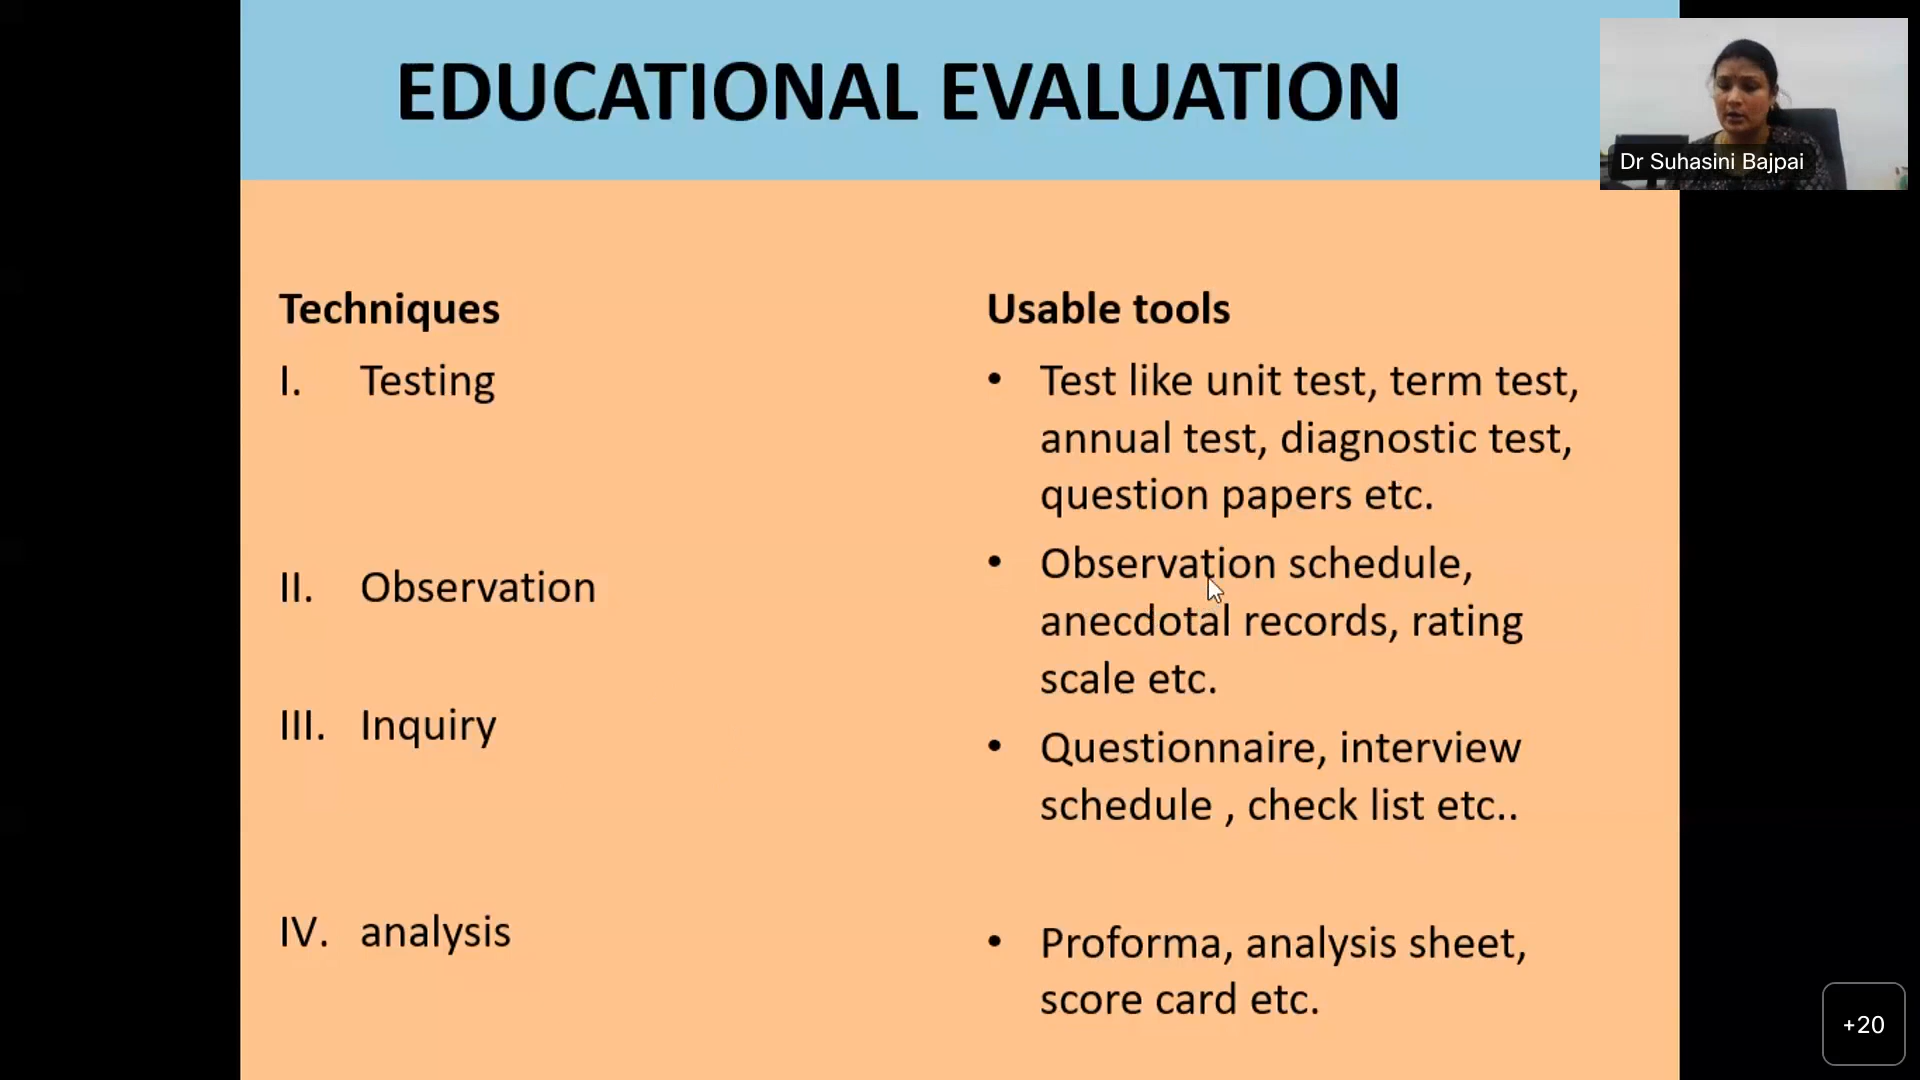 EDUCATIONAL EVALUATION
Dr Suhasini Bajpai
Techniques
I. Testing
II. Observation
III. Inquiry
IV. analysis
Usable tools
• Test like unit test, term test,
annual test, diagnostic test,
question papers etc.
• Observation schedule,
anecdotal records, rating
scale etc.
• Questionnaire, interview
schedule , check list etc..
• Proforma, analysis sheet,
score card etc.
+20